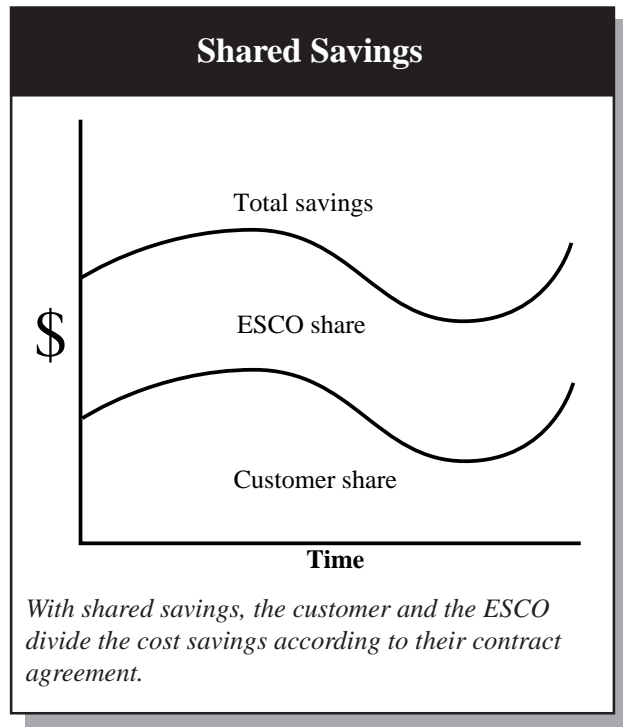 Shared Savings
Total savings
$
ESCO share
Customer share
Time
With shared savings, the customer and the ESCO
divide the cost savings according to their contract
agreement.